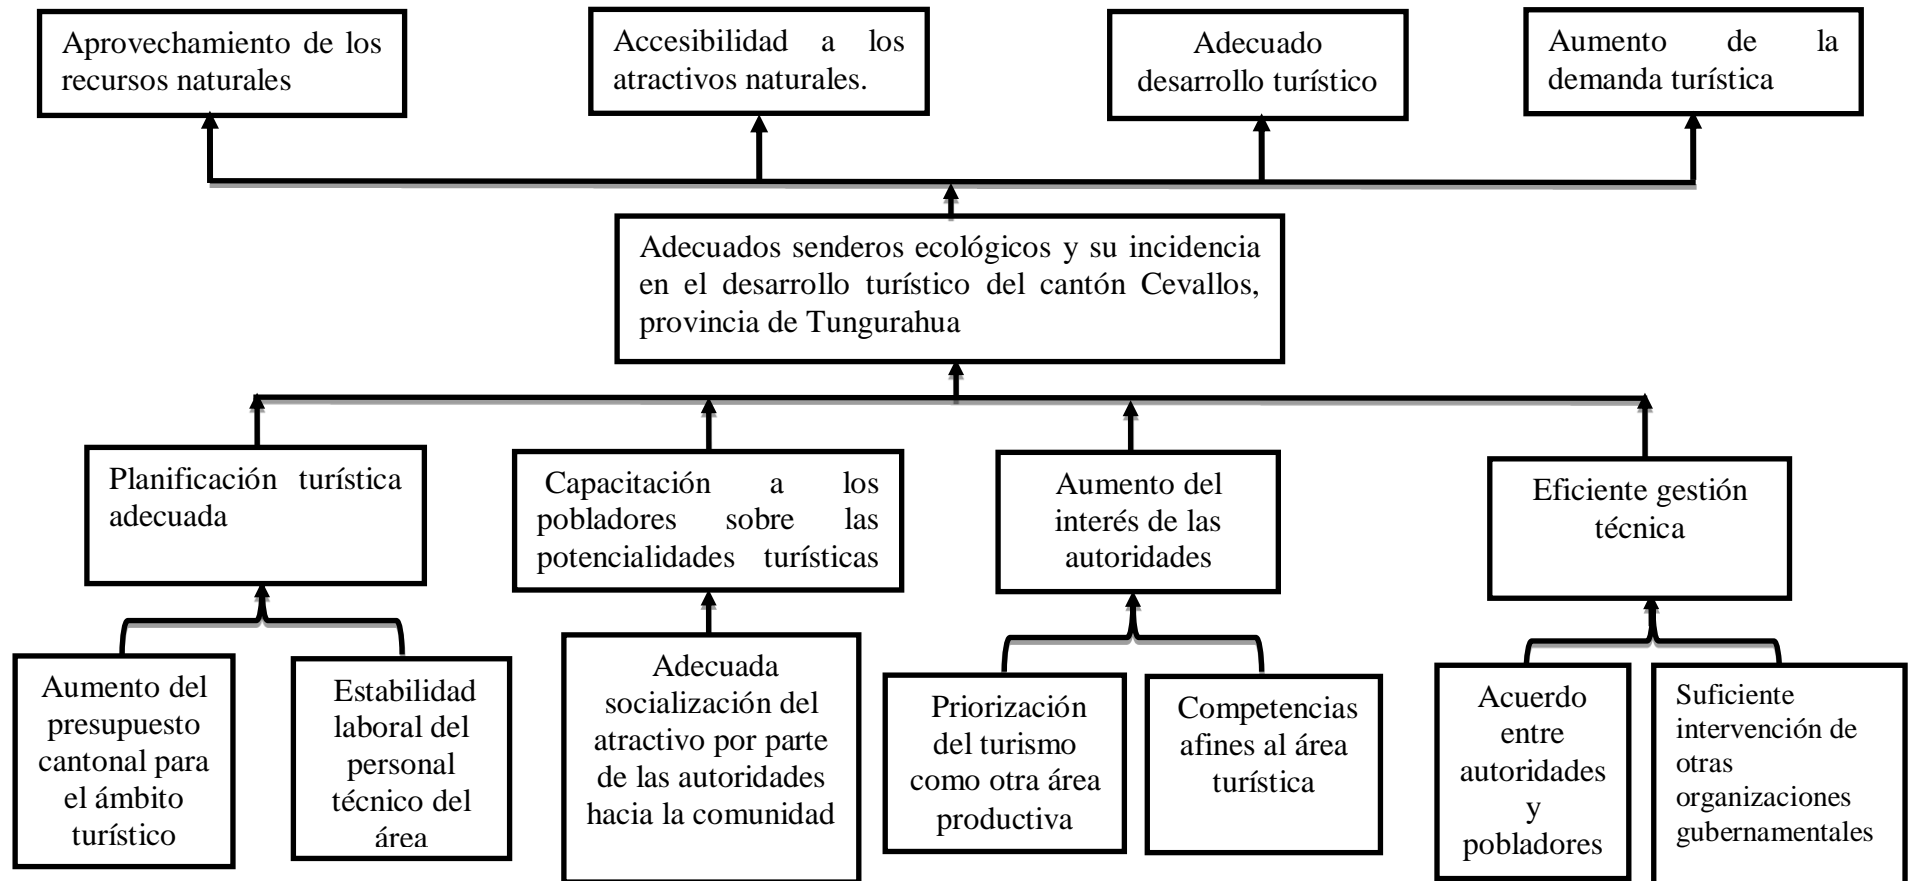 Aprovechamiento de los
recursos naturales
Accesibilidad a los
atractivos naturales.
Adecuado
desarrollo turístico
Aumento de la
demanda turística
Adecuados senderos ecológicos y su incidencia
en el desarrollo turístico del cantón Cevallos,
provincia de Tungurahua
Planificación turística
adecuada
Capacitación a los
pobladores sobre las
potencialidades turísticas
Aumento del
interés de las
autoridades
Eficiente gestión
técnica
Aumento del
presupuesto
cantonal para
el ámbito
turístico
Estabilidad
laboral del
personal
técnico del
área
Adecuada
socialización del
atractivo por parte
de las autoridades
hacia la comunidad
Priorización
del turismo
como otra área
productiva
Competencias
afines al área
turística
Acuerdo
entre
autoridades
y
pobladores
Suficiente
intervención de
otras
organizaciones
gubernamentales